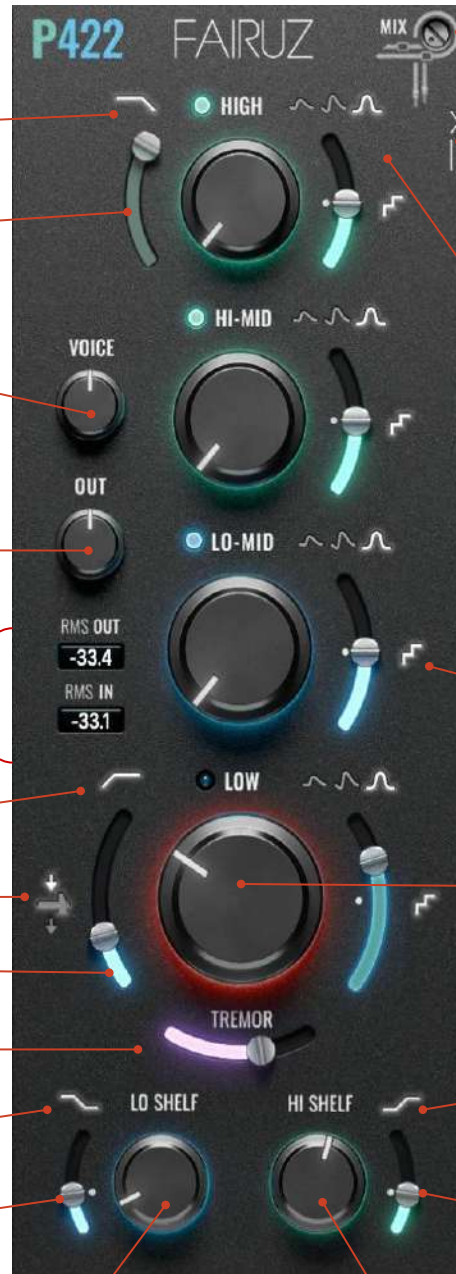 P422 FAIRUZ MIX
HIGH
HI-MID
VOICE
OUT
LO-MID
RMS OUT
-33.4
RMS IN
-33.1
LOW
TREMOR
LO SHELF HI SHELF